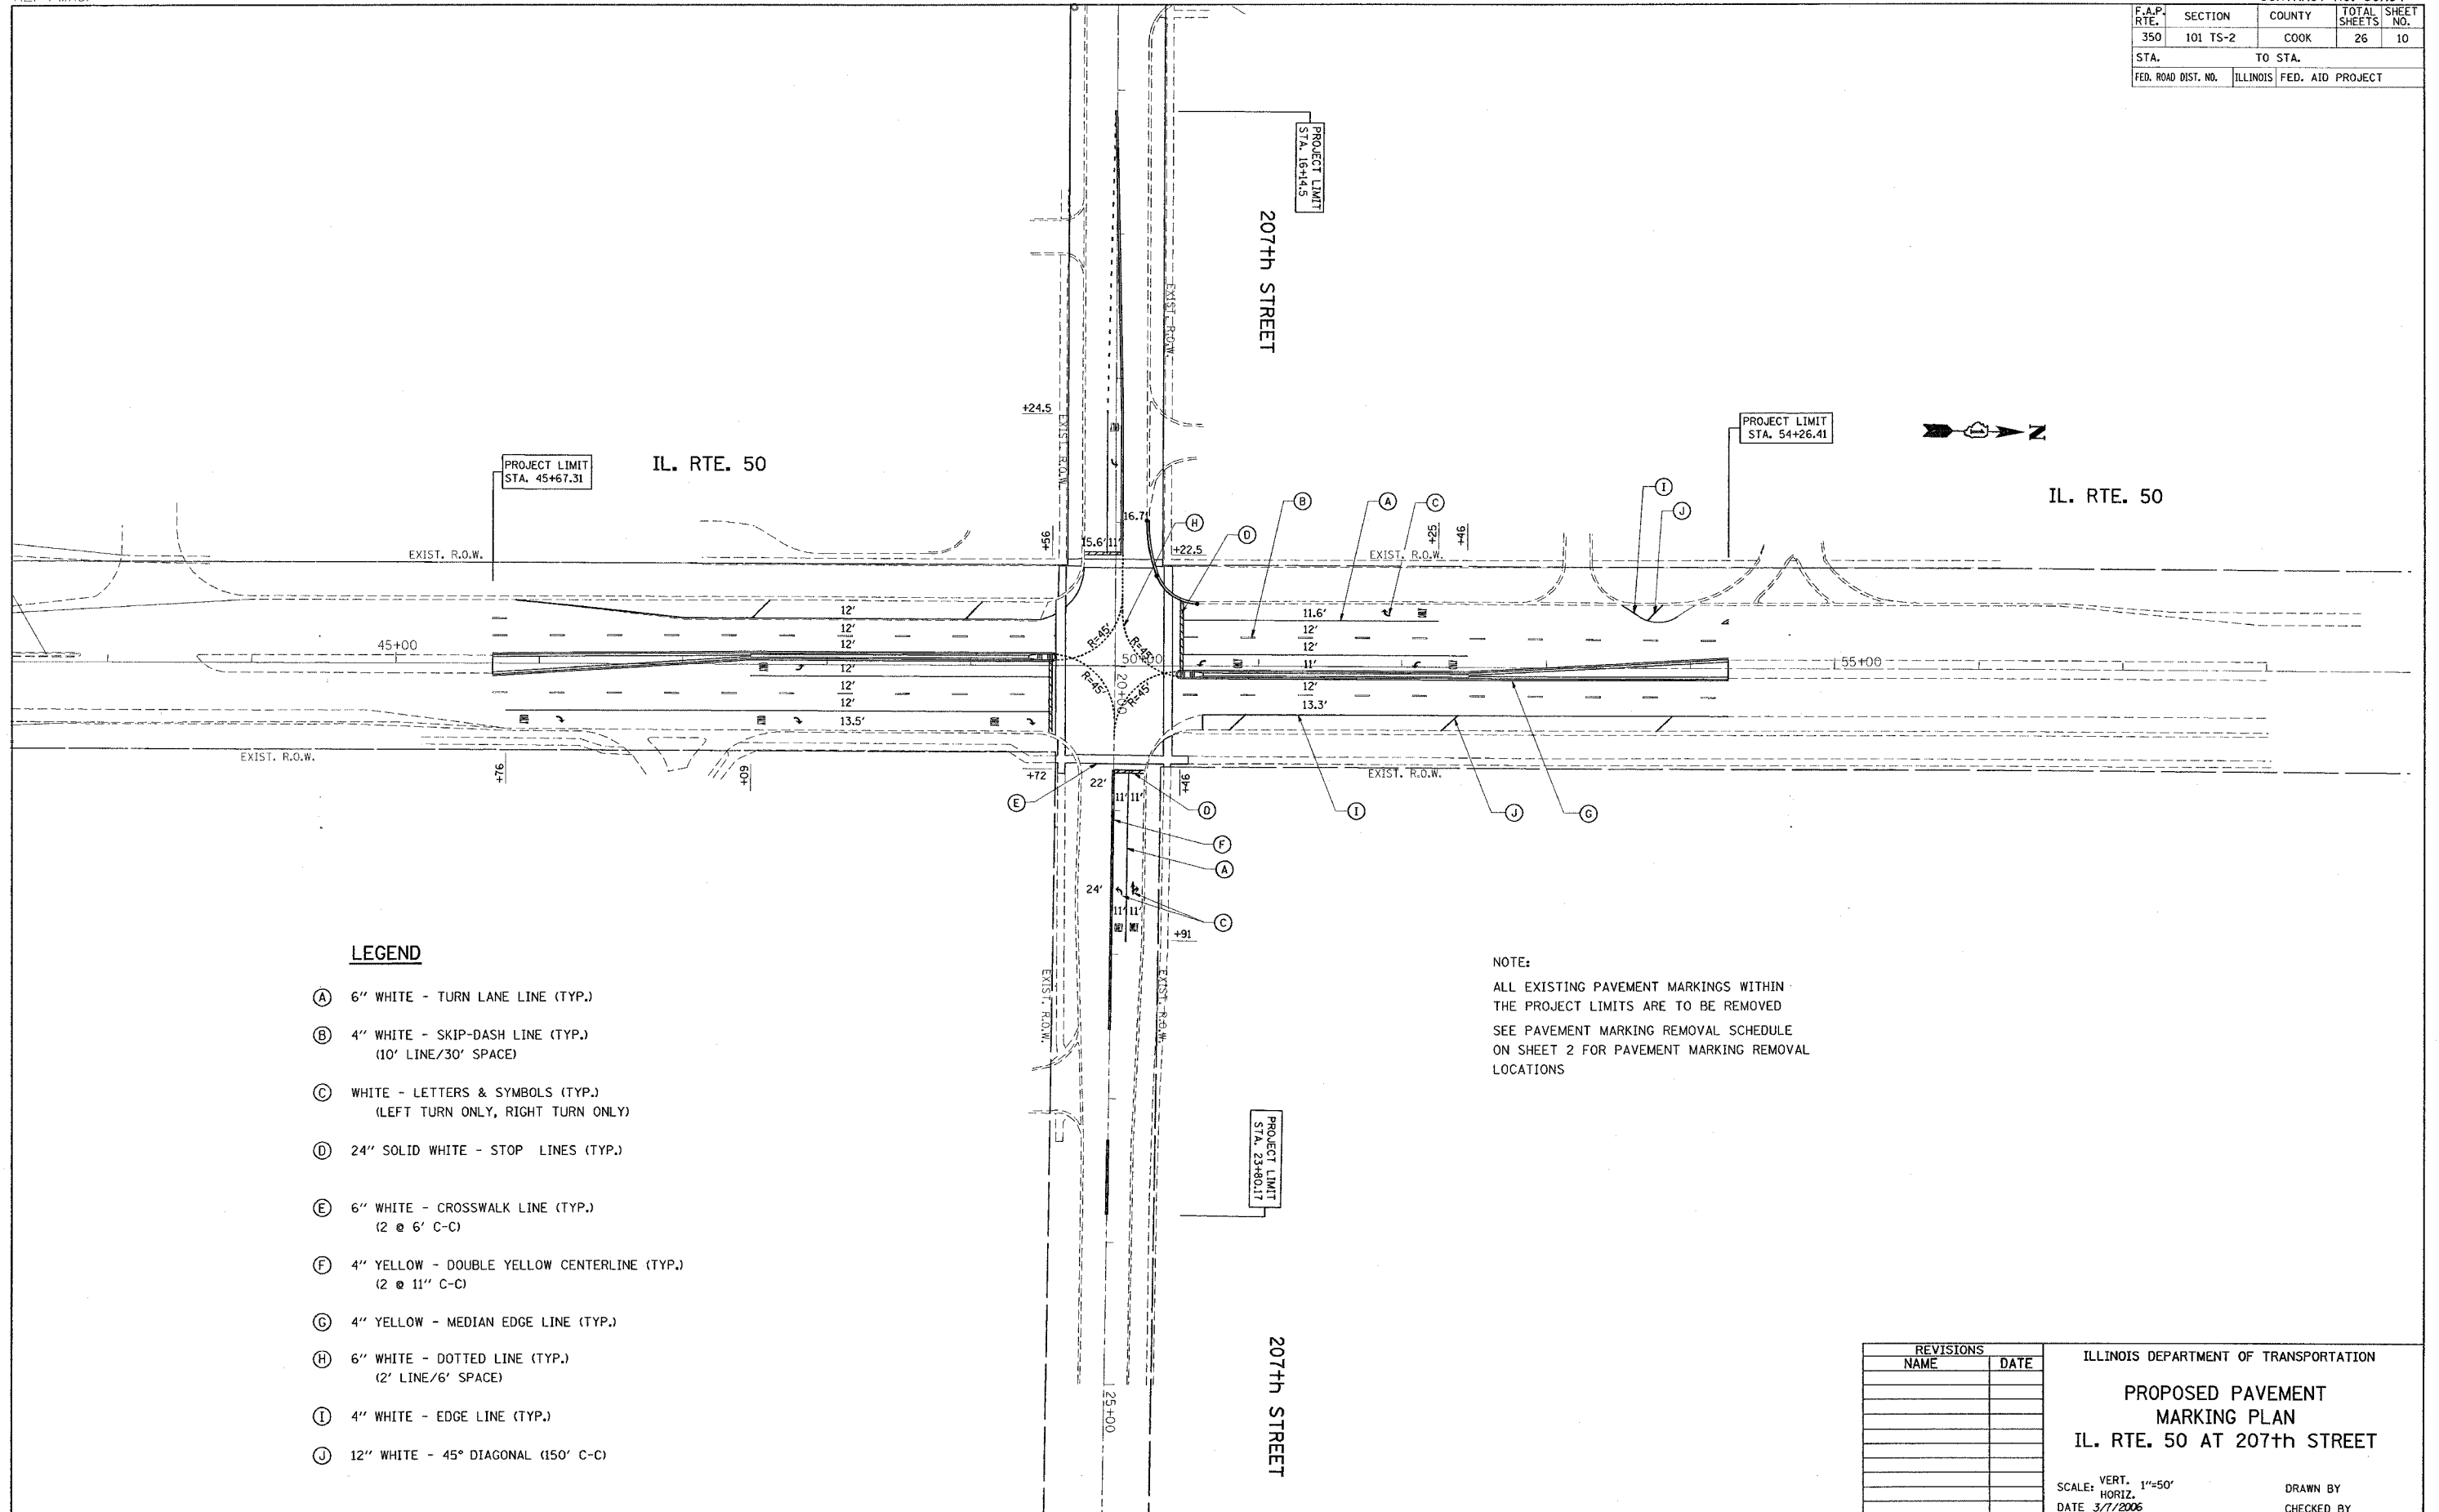 F.A.P. RTE. SECTION COUNTY TOTAL SHEETS SHEET NO.
350 101 TS-2 COOK 26 10
STA. TO STA.
FED. ROAD DIST. NO. ILLINOIS FED. AID PROJECT
PROJECT LIMIT
STA. 16+14.5
207th STREET
EXIST. R.O.W.
EXIST. R.O.W.
+24.5
PROJECT LIMIT
STA. 45+67.31
IL. RTE. 50
PROJECT LIMIT
STA. 54+26.41
N
IL. RTE. 50
B
A
C
I
J
H
D
16.7'
15.6' 11'
+56
+22.5
+25
+46
EXIST. R.O.W.
EXIST. R.O.W.
12'
12'
12'
12'
12'
12'
13.5'
45+00
R=45'
R=45'
R=45'
R=45'
50+00
20+00
11.6'
12'
12'
11'
12'
13.3'
55+00
EXIST. R.O.W.
EXIST. R.O.W.
+76
+09
+72
+46
22'
11' 11'
E
D
I
J
G
F
A
24'
11' 11'
C
+91
EXIST. R.O.W.
EXIST. R.O.W.
PROJECT LIMIT
STA. 23+80.17
207th STREET
25+00
LEGEND
A 6" WHITE - TURN LANE LINE (TYP.)
B 4" WHITE - SKIP-DASH LINE (TYP.)
(10' LINE/30' SPACE)
C WHITE - LETTERS & SYMBOLS (TYP.)
(LEFT TURN ONLY, RIGHT TURN ONLY)
D 24" SOLID WHITE - STOP LINES (TYP.)
E 6" WHITE - CROSSWALK LINE (TYP.)
(2 @ 6' C-C)
F 4" YELLOW - DOUBLE YELLOW CENTERLINE (TYP.)
(2 @ 11" C-C)
G 4" YELLOW - MEDIAN EDGE LINE (TYP.)
H 6" WHITE - DOTTED LINE (TYP.)
(2' LINE/6' SPACE)
I 4" WHITE - EDGE LINE (TYP.)
J 12" WHITE - 45° DIAGONAL (150' C-C)
NOTE:
ALL EXISTING PAVEMENT MARKINGS WITHIN
THE PROJECT LIMITS ARE TO BE REMOVED
SEE PAVEMENT MARKING REMOVAL SCHEDULE
ON SHEET 2 FOR PAVEMENT MARKING REMOVAL
LOCATIONS
REVISIONS
NAME DATE
ILLINOIS DEPARTMENT OF TRANSPORTATION
PROPOSED PAVEMENT
MARKING PLAN
IL. RTE. 50 AT 207th STREET
SCALE: VERT. HORIZ. 1"=50'
DATE 3/7/2006
DRAWN BY
CHECKED BY